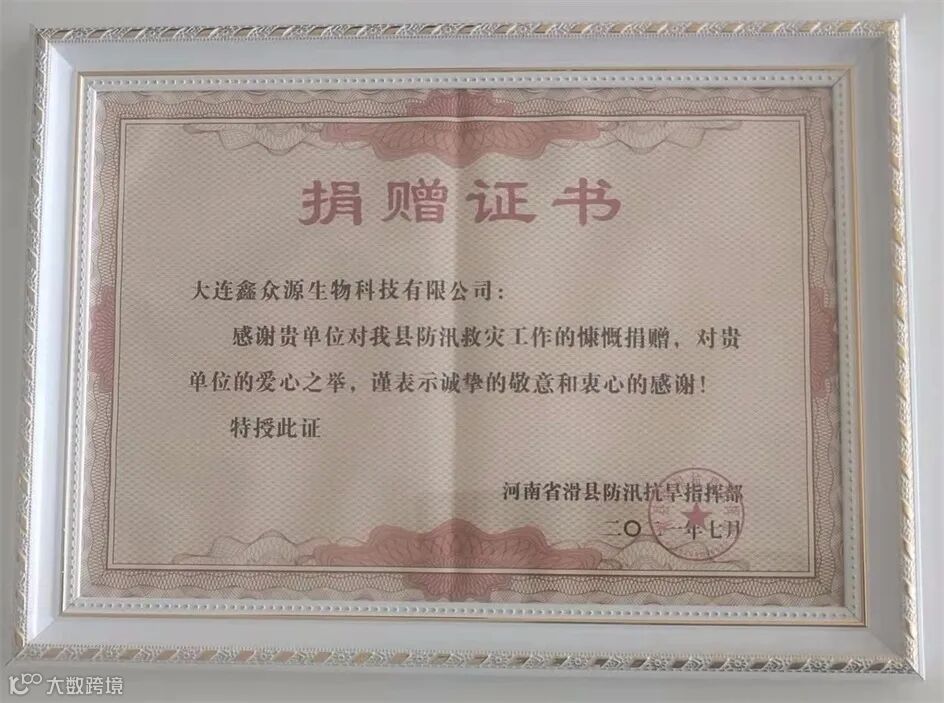 捐赠证书
大连鑫众源生物科技有限公司：
感谢贵单位对我县防汛救灾工作的慷慨捐赠，对贵
单位的爱心之举，谨表示诚挚的敬意和衷心的感谢！
特授此证
河南省滑县防汛抗旱指挥部
二〇二一年七月
大数跨境